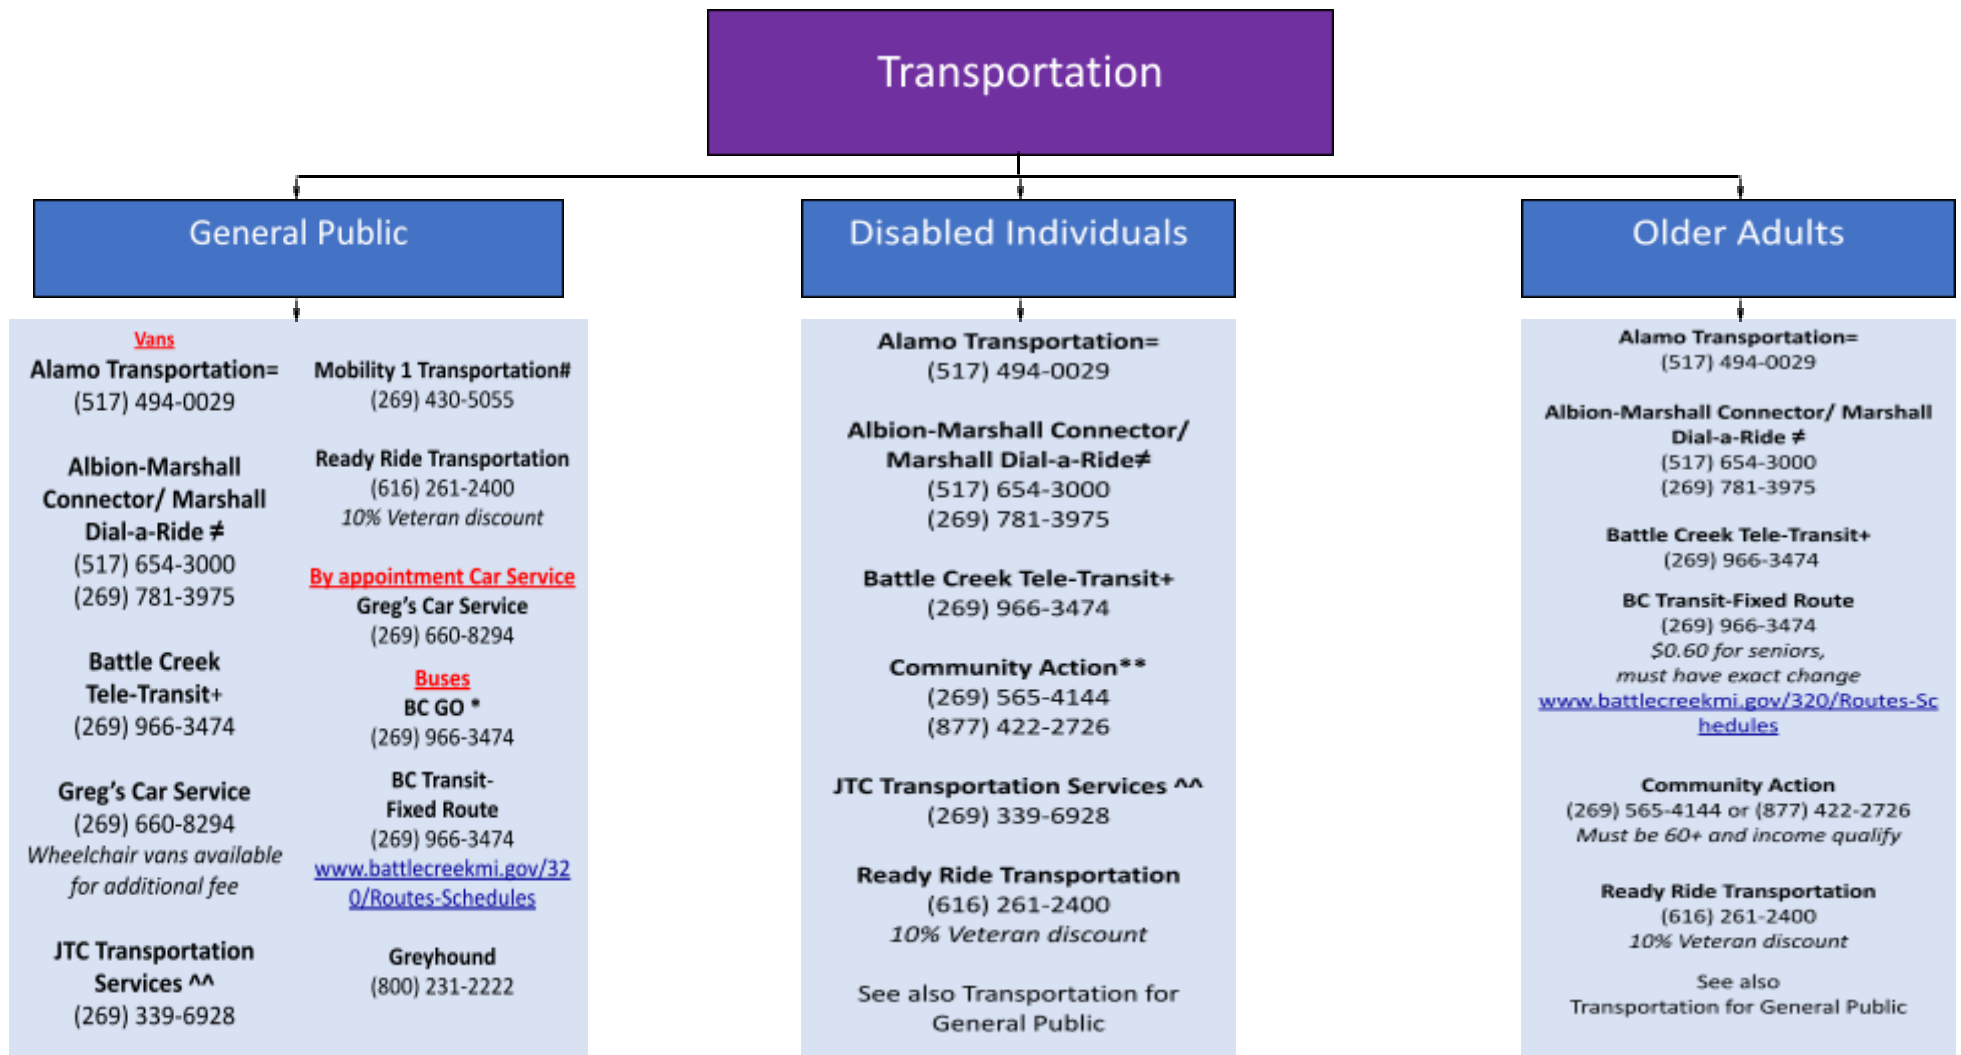 Transportation
General Public
Vans
Alamo Transportation=
(517) 494-0029
Albion-Marshall
Connector/ Marshall
Dial-a-Ride ≠
(517) 654-3000
(269) 781-3975
Battle Creek
Tele-Transit+
(269) 966-3474
Greg's Car Service
(269) 660-8294
Wheelchair vans available
for additional fee
JTC Transportation
Services ^^
(269) 339-6928
Mobility 1 Transportation#
(269) 430-5055
Ready Ride Transportation
(616) 261-2400
10% Veteran discount
By appointment Car Service
Greg's Car Service
(269) 660-8294
Buses
BC GO *
(269) 966-3474
BC Transit-
Fixed Route
(269) 966-3474
www.battlecreekmi.gov/32
0/Routes-Schedules
Greyhound
(800) 231-2222
Disabled Individuals
Alamo Transportation=
(517) 494-0029
Albion-Marshall Connector/
Marshall Dial-a-Ride≠
(517) 654-3000
(269) 781-3975
Battle Creek Tele-Transit+
(269) 966-3474
Community Action**
(269) 565-4144
(877) 422-2726
JTC Transportation Services ^^
(269) 339-6928
Ready Ride Transportation
(616) 261-2400
10% Veteran discount
See also Transportation for
General Public
Older Adults
Alamo Transportation=
(517) 494-0029
Albion-Marshall Connector/ Marshall
Dial-a-Ride ≠
(517) 654-3000
(269) 781-3975
Battle Creek Tele-Transit+
(269) 966-3474
BC Transit-Fixed Route
(269) 966-3474
$0.60 for seniors,
must have exact change
www.battlecreekmi.gov/320/Routes-Sc
hedules
Community Action
(269) 565-4144 or (877) 422-2726
Must be 60+ and income qualify
Ready Ride Transportation
(616) 261-2400
10% Veteran discount
See also
Transportation for General Public